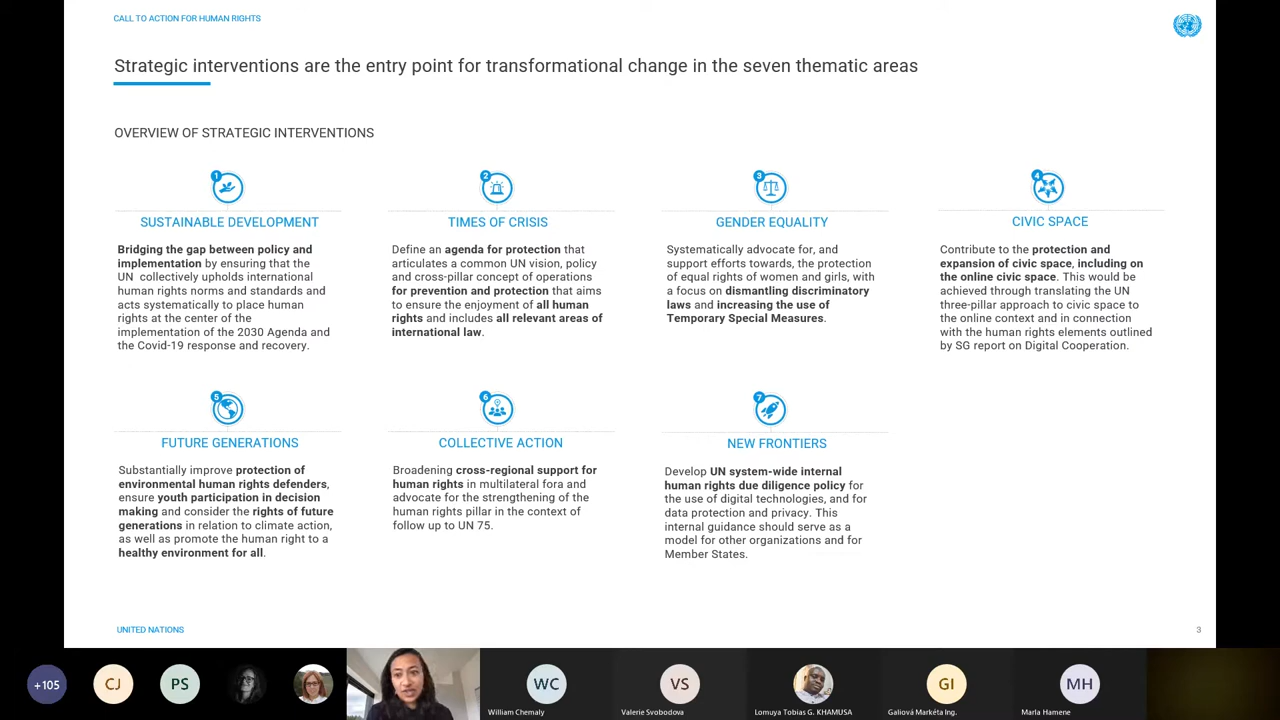 CALL TO ACTION FOR HUMAN RIGHTS
Strategic interventions are the entry point for transformational change in the seven thematic areas
OVERVIEW OF STRATEGIC INTERVENTIONS
1
SUSTAINABLE DEVELOPMENT
Bridging the gap between policy and
implementation by ensuring that the
UN collectively upholds international
human rights norms and standards and
acts systematically to place human
rights at the center of the
implementation of the 2030 Agenda and
the Covid-19 response and recovery.
2
TIMES OF CRISIS
Define an agenda for protection that
articulates a common UN vision, policy
and cross-pillar concept of operations
for prevention and protection that aims
to ensure the enjoyment of all human
rights and includes all relevant areas of
international law.
3
GENDER EQUALITY
Systematically advocate for, and
support efforts towards, the protection
of equal rights of women and girls, with
a focus on dismantling discriminatory
laws and increasing the use of
Temporary Special Measures.
4
CIVIC SPACE
Contribute to the protection and
expansion of civic space, including on
the online civic space. This would be
achieved through translating the UN
three-pillar approach to civic space to
the online context and in connection
with the human rights elements outlined
by SG report on Digital Cooperation.
5
FUTURE GENERATIONS
Substantially improve protection of
environmental human rights defenders,
ensure youth participation in decision
making and consider the rights of future
generations in relation to climate action,
as well as promote the human right to a
healthy environment for all.
6
COLLECTIVE ACTION
Broadening cross-regional support for
human rights in multilateral fora and
advocate for the strengthening of the
human rights pillar in the context of
follow up to UN 75.
7
NEW FRONTIERS
Develop UN system-wide internal
human rights due diligence policy for
the use of digital technologies, and for
data protection and privacy. This
internal guidance should serve as a
model for other organizations and for
Member States.
UNITED NATIONS
3
+105
CJ
PS
WC
William Chemaly
VS
Valerie Svobodova
Lomuya Tobias G. KHAMUSA
GI
Galiová Markéta Ing.
MH
Marla Hamene